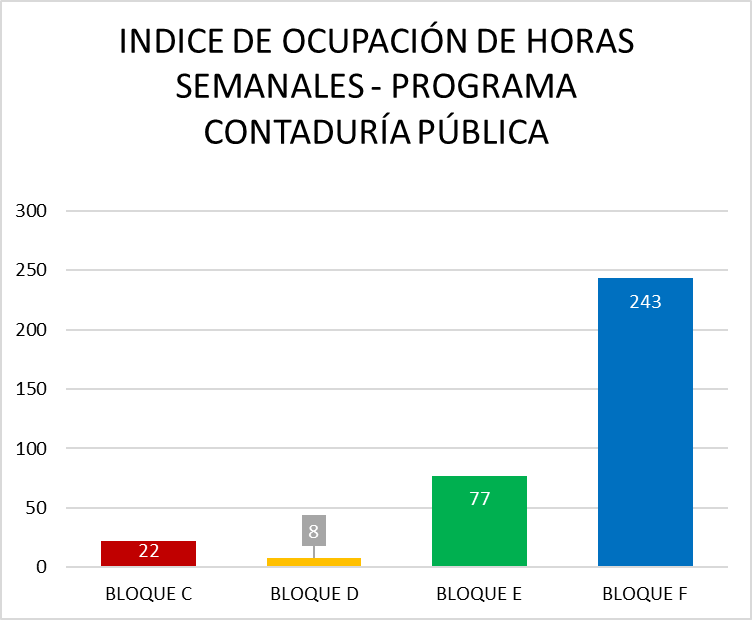 INDICE DE OCUPACIÓN DE HORAS
SEMANALES - PROGRAMA
CONTADURÍA PÚBLICA
300
250
200
150
100
50
0
22
8
77
243
BLOQUE C
BLOQUE D
BLOQUE E
BLOQUE F